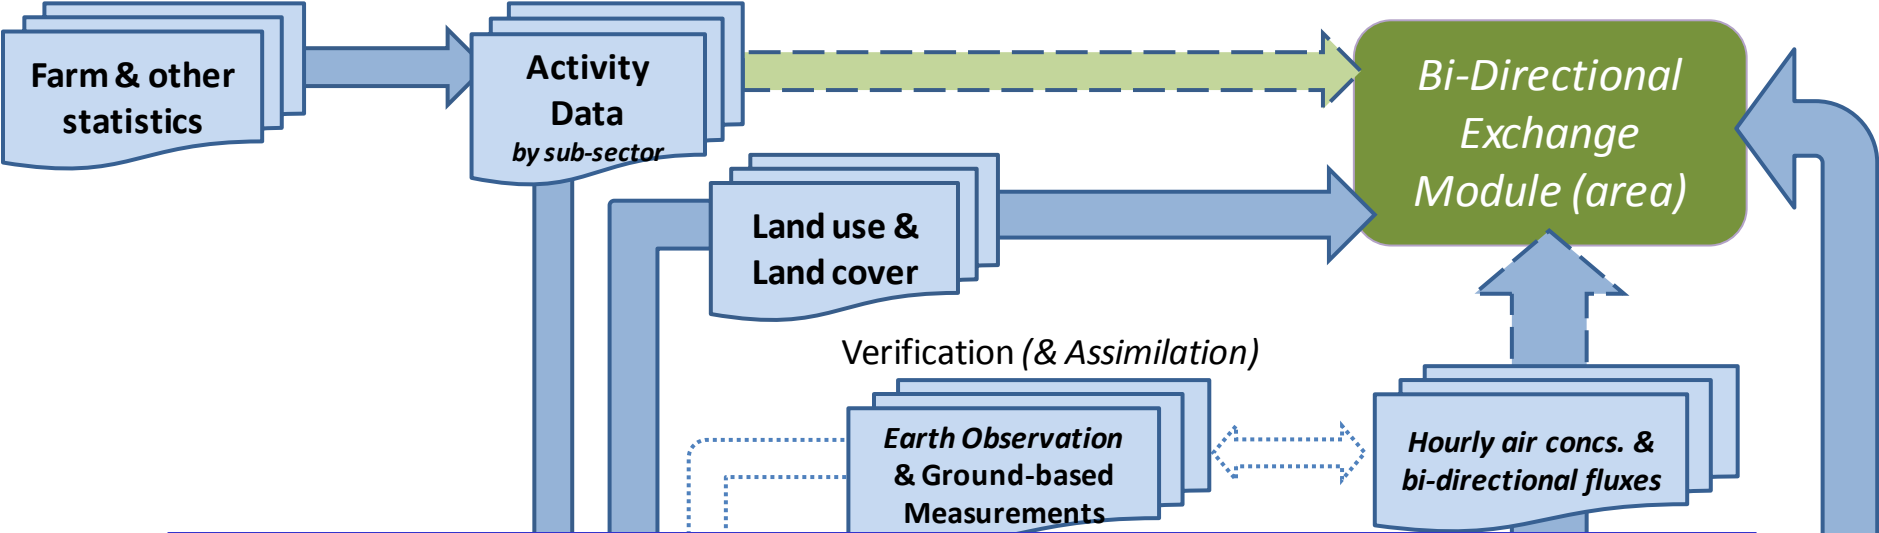 Farm & other
statistics
Activity
Data
by sub-sector
Bi-Directional
Exchange
Module (area)
Land use &
Land cover
Verification (& Assimilation)
Earth Observation
& Ground-based
Measurements
Hourly air concs. &
bi-directional fluxes